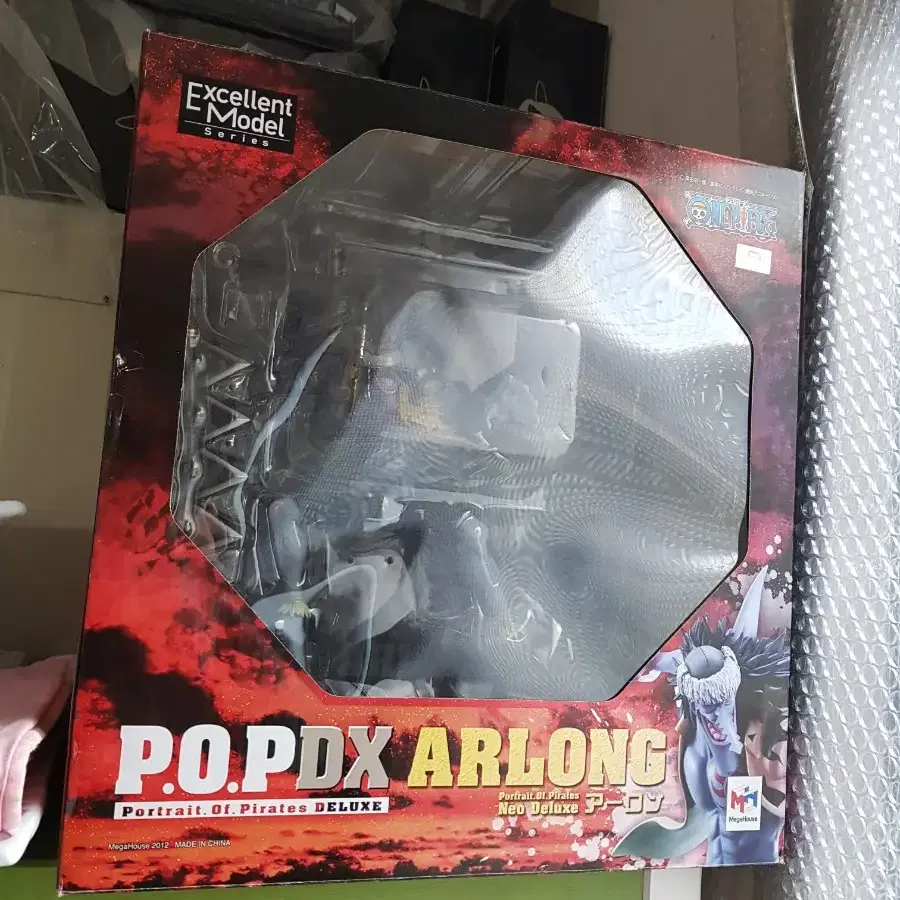 Excellent
Model
Series
ONE PIECE
P.O.P DX ARLONG
Portrait.Of.Pirates DELUXE
Portrait.Of.Pirates
Neo Deluxe アーロン
MegaHouse
MegaHouse 2012 MADE IN CHINA